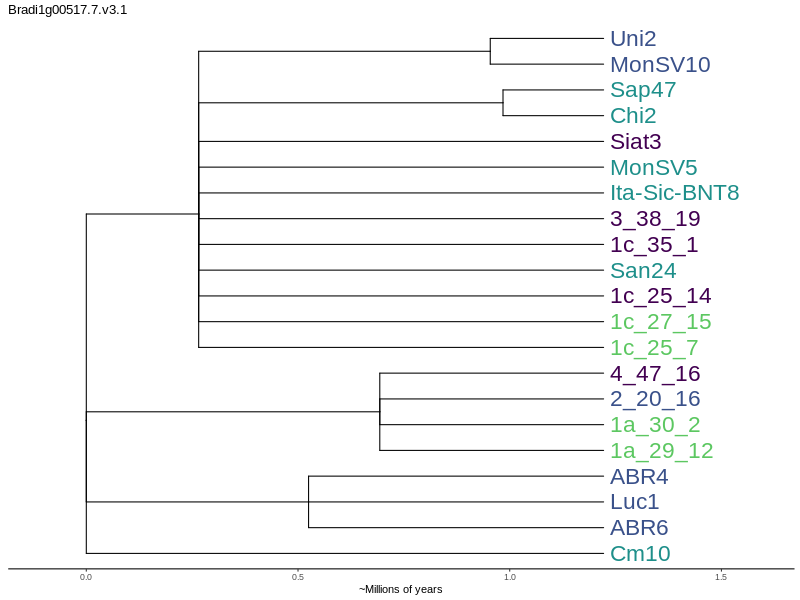 Bradi1g00517.7.v3.1
Uni2
MonSV10
Sap47
Chi2
Siat3
MonSV5
Ita-Sic-BNT8
3_38_19
1c_35_1
San24
1c_25_14
1c_27_15
1c_25_7
4_47_16
2_20_16
1a_30_2
1a_29_12
ABR4
Luc1
ABR6
Cm10
0.0 0.5 1.0 1.5
~Millions of years